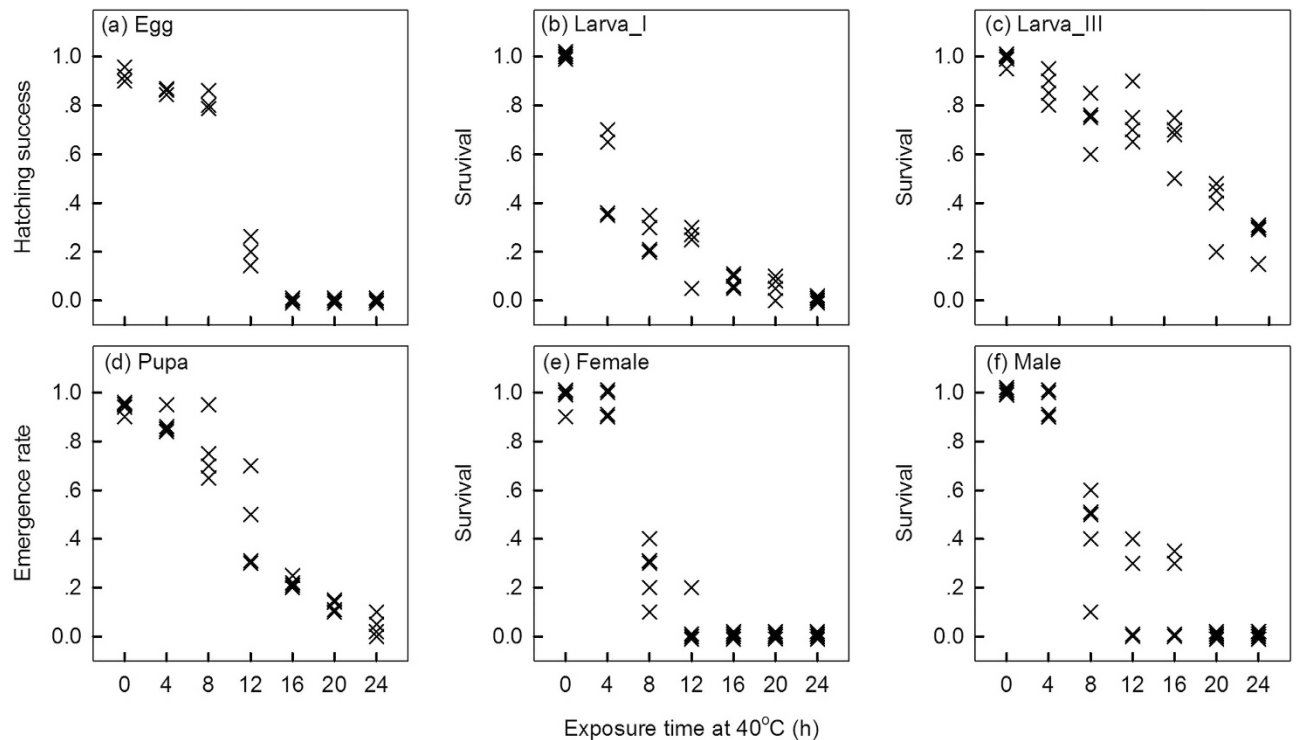 (a) Egg
(b) Larva_I
(c) Larva_III
Hatching success
1.0
.8
.6
.4
.2
0.0
Sruvival
1.0
.8
.6
.4
.2
0.0
Survival
1.0
.8
.6
.4
.2
0.0
(d) Pupa
(e) Female
(f) Male
Emergence rate
1.0
.8
.6
.4
.2
0.0
Survival
1.0
.8
.6
.4
.2
0.0
Survival
1.0
.8
.6
.4
.2
0.0
0 4 8 12 16 20 24
0 4 8 12 16 20 24
0 4 8 12 16 20 24
Exposure time at 40°C (h)